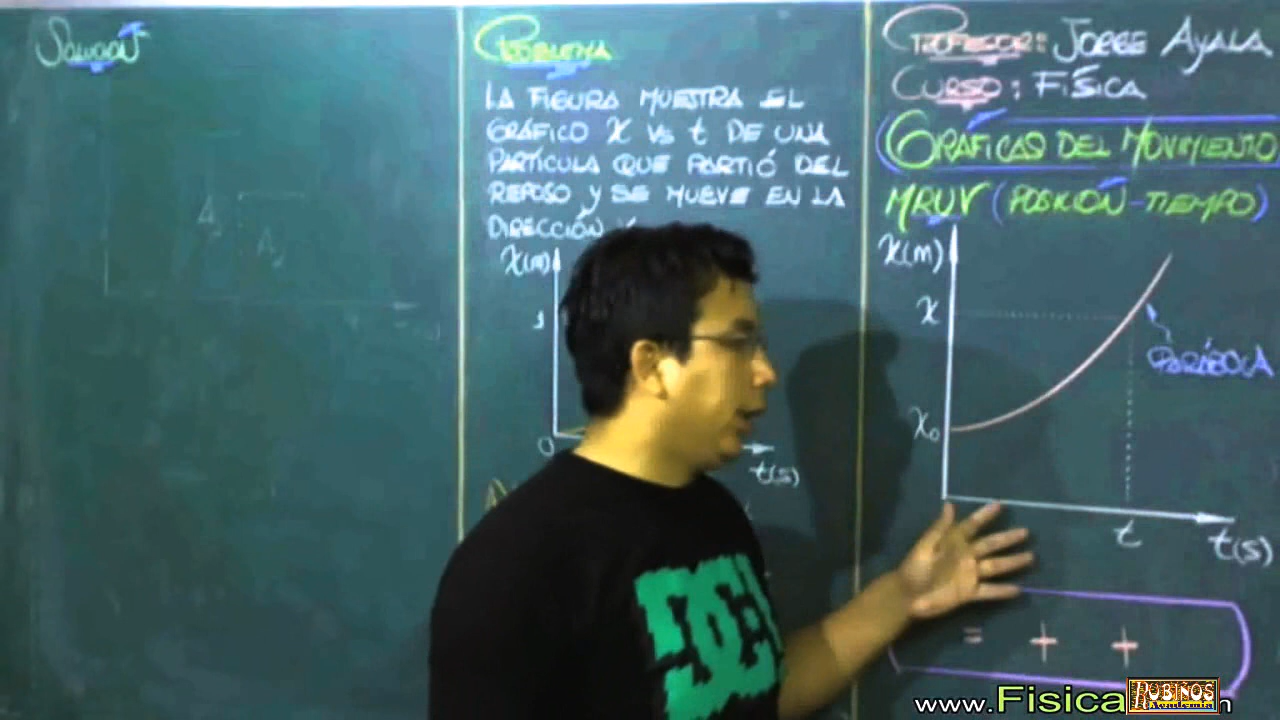 SOLUCIÓN
PROBLEMA
LA FIGURA MUESTRA EL
GRÁFICO X VS t DE UNA
PARTÍCULA QUE PARTIÓ DEL
REPOSO Y SE MUEVE EN LA
DIRECCIÓN
X(m)
0
t(s)
PROFESOR: JORGE AYALA
CURSO: FÍSICA
GRÁFICAS DEL MOVIMIENTO
MRUV (POSICIÓN-TIEMPO)
X(m)
X
PARÁBOLA
X₀
t
t(s)
= + +
www.Fisica
RUBIÑOS